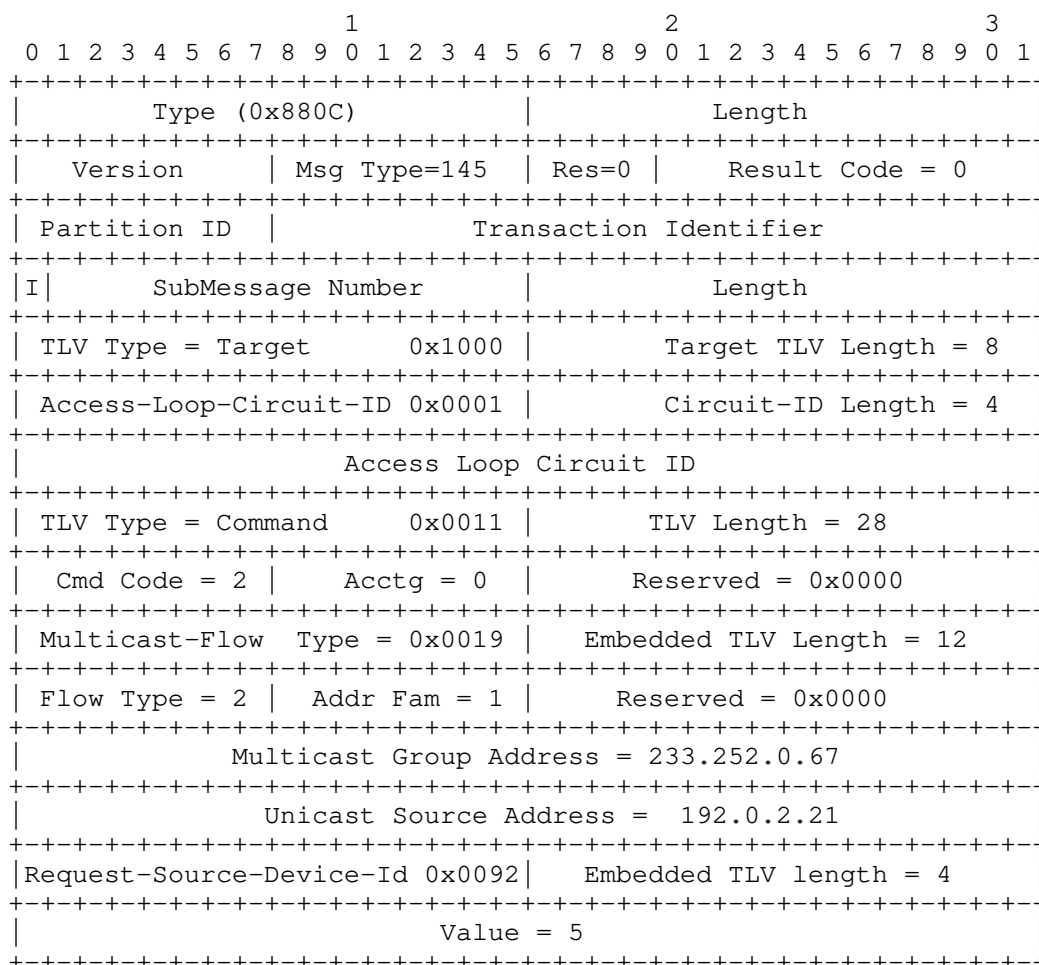 1                   2                   3
 0 1 2 3 4 5 6 7 8 9 0 1 2 3 4 5 6 7 8 9 0 1 2 3 4 5 6 7 8 9 0 1
+-+-+-+-+-+-+-+-+-+-+-+-+-+-+-+-+-+-+-+-+-+-+-+-+-+-+-+-+-+-+-+--
|        Type (0x880C)          |           Length
+-+-+-+-+-+-+-+-+-+-+-+-+-+-+-+-+-+-+-+-+-+-+-+-+-+-+-+-+-+-+-+--
|   Version     | Msg Type=145  | Res=0 |    Result Code = 0
+-+-+-+-+-+-+-+-+-+-+-+-+-+-+-+-+-+-+-+-+-+-+-+-+-+-+-+-+-+-+-+--
| Partition ID  |            Transaction Identifier
+-+-+-+-+-+-+-+-+-+-+-+-+-+-+-+-+-+-+-+-+-+-+-+-+-+-+-+-+-+-+-+--
|I|      SubMessage Number      |           Length
+-+-+-+-+-+-+-+-+-+-+-+-+-+-+-+-+-+-+-+-+-+-+-+-+-+-+-+-+-+-+-+--
| TLV Type = Target      0x1000 |        Target TLV Length = 8
+-+-+-+-+-+-+-+-+-+-+-+-+-+-+-+-+-+-+-+-+-+-+-+-+-+-+-+-+-+-+-+--
| Access-Loop-Circuit-ID 0x0001 |        Circuit-ID Length = 4
+-+-+-+-+-+-+-+-+-+-+-+-+-+-+-+-+-+-+-+-+-+-+-+-+-+-+-+-+-+-+-+--
|                    Access Loop Circuit ID
+-+-+-+-+-+-+-+-+-+-+-+-+-+-+-+-+-+-+-+-+-+-+-+-+-+-+-+-+-+-+-+--
| TLV Type = Command     0x0011 |       TLV Length = 28
+-+-+-+-+-+-+-+-+-+-+-+-+-+-+-+-+-+-+-+-+-+-+-+-+-+-+-+-+-+-+-+--
|  Cmd Code = 2 |    Acctg = 0  |      Reserved = 0x0000
+-+-+-+-+-+-+-+-+-+-+-+-+-+-+-+-+-+-+-+-+-+-+-+-+-+-+-+-+-+-+-+--
| Multicast-Flow  Type = 0x0019 |   Embedded TLV Length = 12
+-+-+-+-+-+-+-+-+-+-+-+-+-+-+-+-+-+-+-+-+-+-+-+-+-+-+-+-+-+-+-+--
| Flow Type = 2 |  Addr Fam = 1 |     Reserved = 0x0000
+-+-+-+-+-+-+-+-+-+-+-+-+-+-+-+-+-+-+-+-+-+-+-+-+-+-+-+-+-+-+-+--
|             Multicast Group Address = 233.252.0.67
+-+-+-+-+-+-+-+-+-+-+-+-+-+-+-+-+-+-+-+-+-+-+-+-+-+-+-+-+-+-+-+--
|               Unicast Source Address =  192.0.2.21
+-+-+-+-+-+-+-+-+-+-+-+-+-+-+-+-+-+-+-+-+-+-+-+-+-+-+-+-+-+-+-+--
|Request-Source-Device-Id 0x0092|   Embedded TLV length = 4
+-+-+-+-+-+-+-+-+-+-+-+-+-+-+-+-+-+-+-+-+-+-+-+-+-+-+-+-+-+-+-+--
|                          Value = 5
+-+-+-+-+-+-+-+-+-+-+-+-+-+-+-+-+-+-+-+-+-+-+-+-+-+-+-+-+-+-+-+--